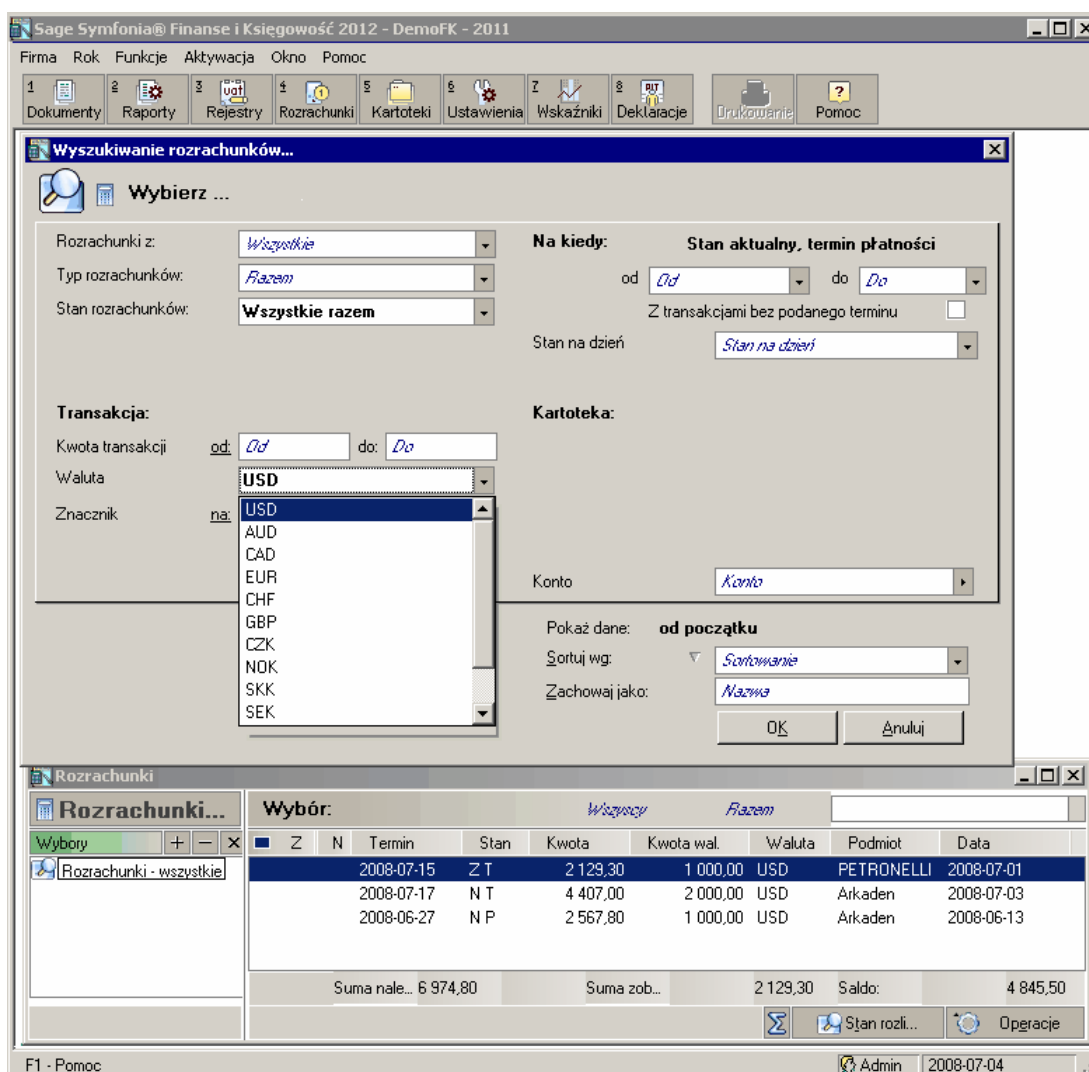 Sage Symfonia® Finanse i Księgowość 2012 - DemoFK - 2011
Firma Rok Funkcje Aktywacja Okno Pomoc
1 2 3 4 5 6 7 8
Dokumenty Raporty Rejestry Rozrachunki Kartoteki Ustawienia Wskaźniki Deklaracje Drukowanie Pomoc
Wyszukiwanie rozrachunków...
Wybierz ...
Rozrachunki z: Wszystkie Na kiedy: Stan aktualny, termin płatności
Typ rozrachunków: Razem od Od do Do
Stan rozrachunków: Wszystkie razem Z transakcjami bez podanego terminu
Stan na dzień Stan na dzień
Transakcja: Kartoteka:
Kwota transakcji od: Od do: Do
Waluta USD
Znacznik na: USD
AUD
CAD
EUR
Konto Konto
CHF
GBP
Pokaż dane: od początku
CZK
Sortuj wg: Sortowanie
NOK
SKK
Zachowaj jako: Nazwa
SEK
OK Anuluj
Rozrachunki
Rozrachunki... Wybór: Wszyscy Razem
Wybory Z N Termin Stan Kwota Kwota wal. Waluta Podmiot Data
Rozrachunki - wszystkie 2008-07-15 Z T 2 129,30 1 000,00 USD PETRONELLI 2008-07-01
2008-07-17 N T 4 407,00 2 000,00 USD Arkaden 2008-07-03
2008-06-27 N P 2 567,80 1 000,00 USD Arkaden 2008-06-13
Suma nale... 6 974,80 Suma zob... 2 129,30 Saldo: 4 845,50
Σ Stan rozli... Operacje
F1 - Pomoc Admin 2008-07-04